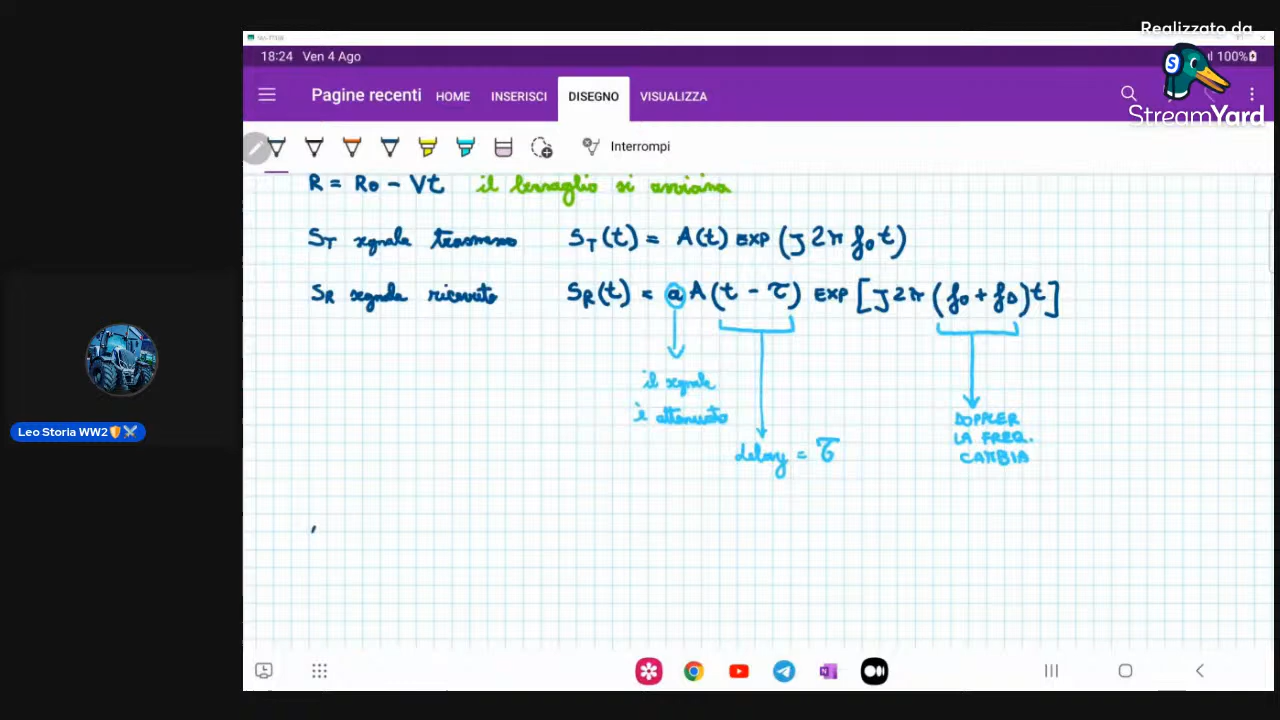 Realizzato da
StreamYard
18:24 Ven 4 Ago
100%
Pagine recenti
HOME
INSERISCI
DISEGNO
VISUALIZZA
Interrompi
R = R0 - Vt il bersaglio si avvicina
ST segnale trasmesso ST(t) = A(t) EXP (J 2π f0 t)
SR segnale ricevuto SR(t) = a A (t - τ) EXP [J 2π (f0 + fD) t]
il segnale
è attenuato
delay = τ
DOPPLER
LA FREQ.
CAMBIA
Leo Storia WW2🛡️⚔️